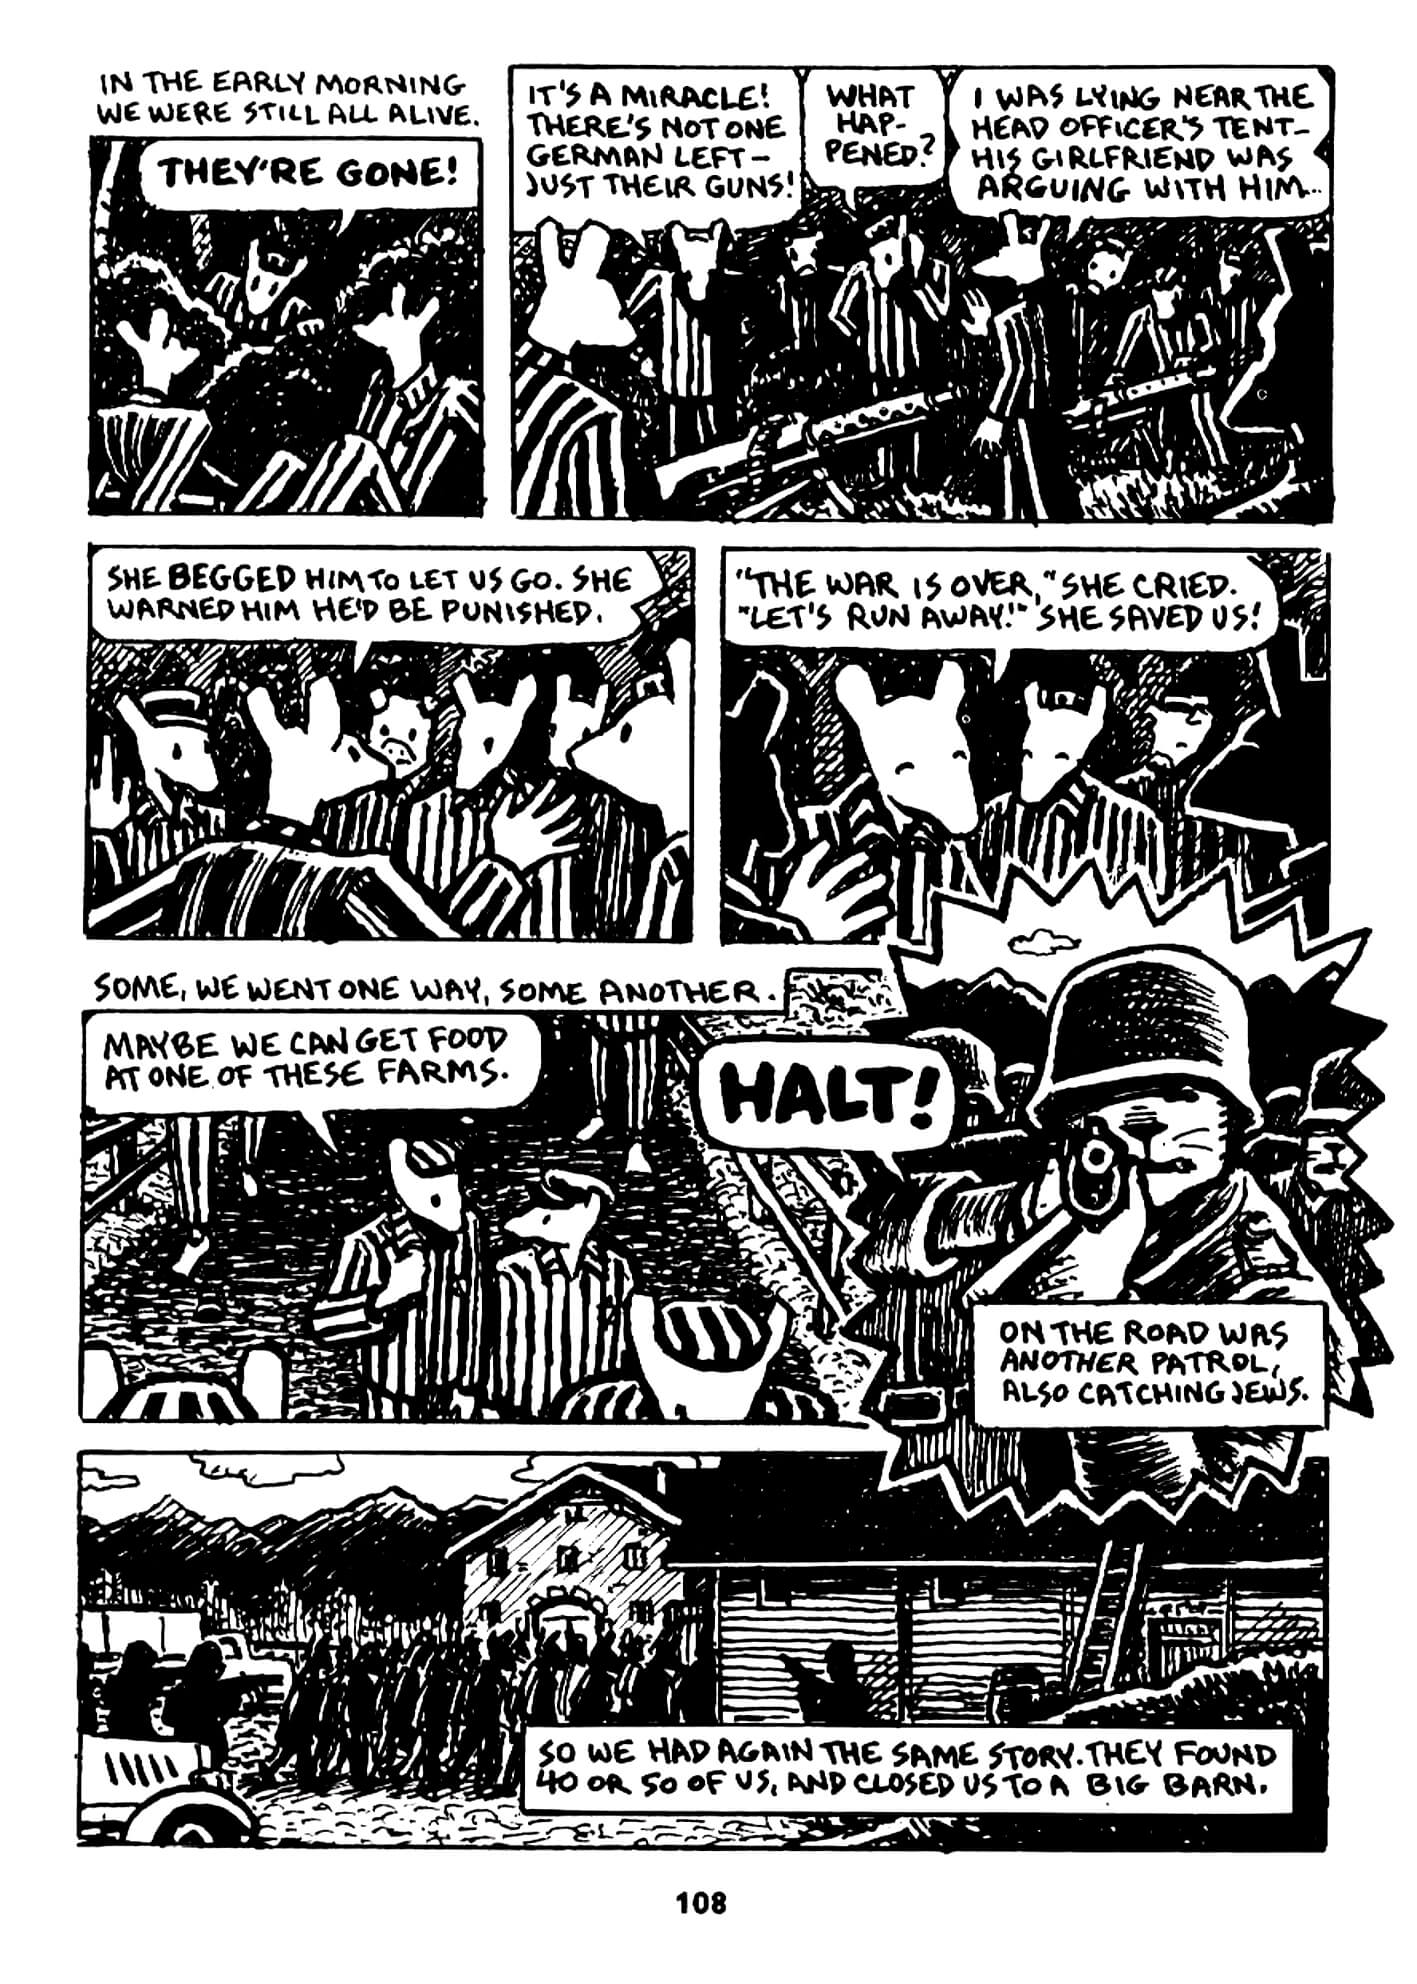 IN THE EARLY MORNING
WE WERE STILL ALL ALIVE.
THEY'RE GONE!
IT'S A MIRACLE!
THERE'S NOT ONE
GERMAN LEFT—
JUST THEIR GUNS!
WHAT
HAP-
PENED?
I WAS LYING NEAR THE
HEAD OFFICER'S TENT—
HIS GIRLFRIEND WAS
ARGUING WITH HIM...
SHE BEGGED HIM TO LET US GO. SHE
WARNED HIM HE'D BE PUNISHED.
"THE WAR IS OVER," SHE CRIED.
"LET'S RUN AWAY!" SHE SAVED US!
SOME, WE WENT ONE WAY, SOME ANOTHER.
MAYBE WE CAN GET FOOD
AT ONE OF THESE FARMS.
HALT!
ON THE ROAD WAS
ANOTHER PATROL,
ALSO CATCHING JEWS.
SO WE HAD AGAIN THE SAME STORY. THEY FOUND
40 OR 50 OF US, AND CLOSED US TO A BIG BARN.
108